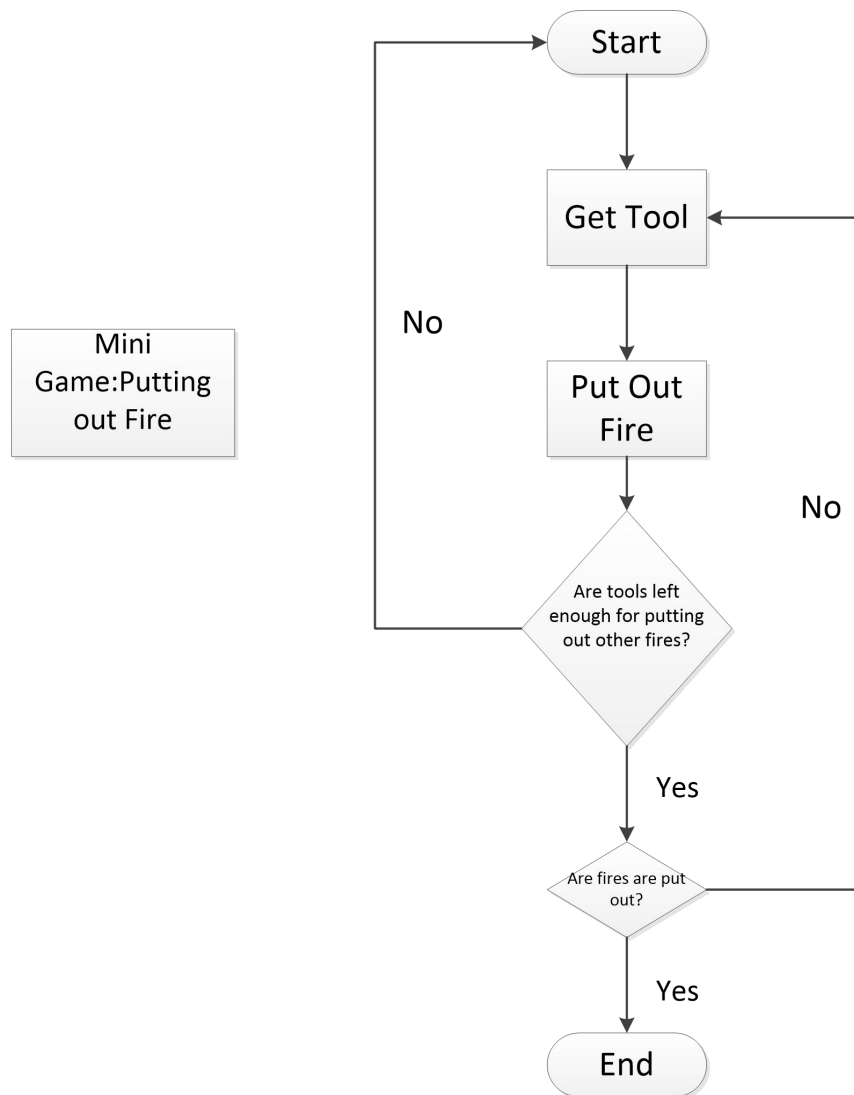 Start
Get Tool
No
Mini
Game:Putting
out Fire
Put Out
Fire
No
Are tools left
enough for putting
out other fires?
Yes
Are fires are put
out?
Yes
End